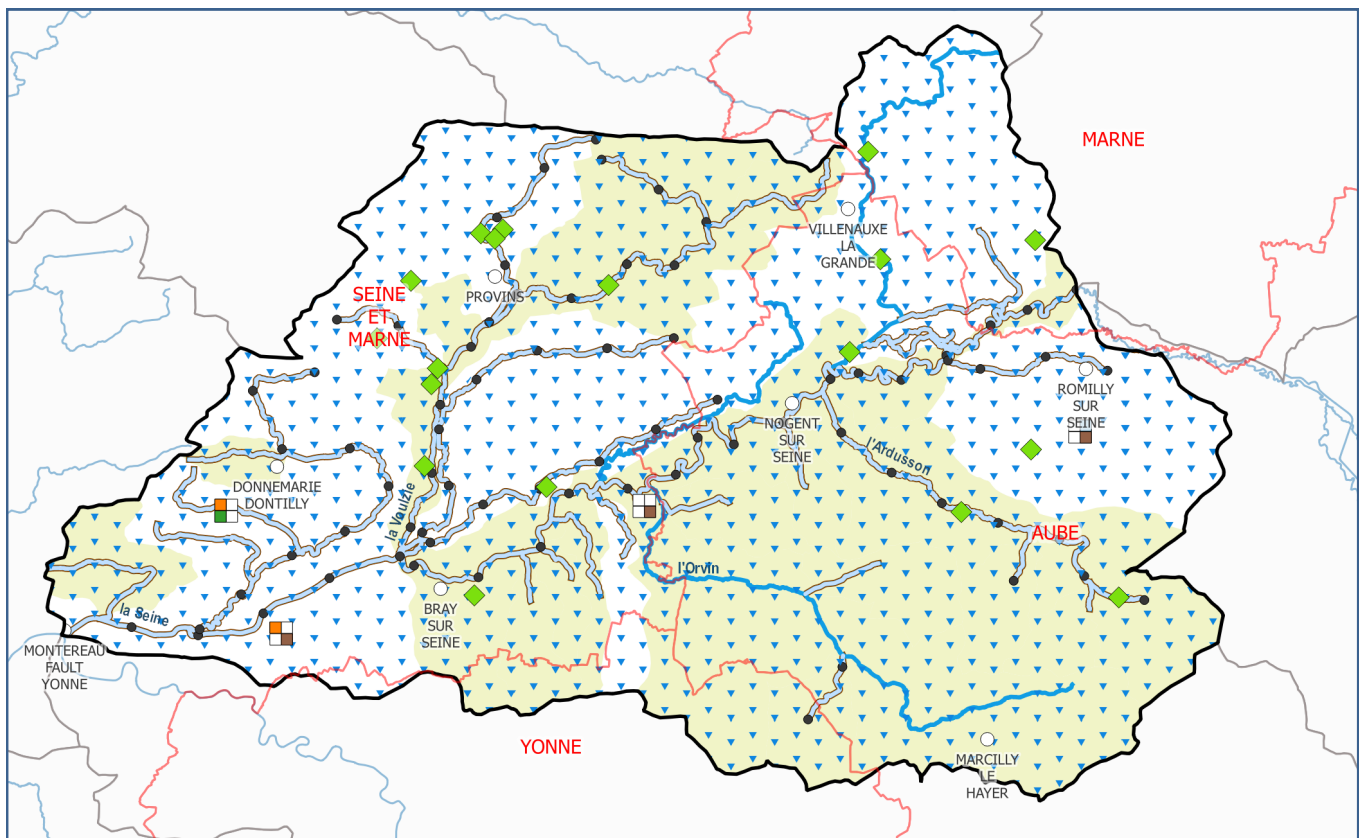 MARNE
VILLENAUXE
LA
GRANDE
PROVINS
SEINE
ET
MARNE
ROMILLY
SUR
SEINE
NOGENT
SUR
SEINE
l'Ardusson
DONNEMARIE
DONTILLY
la Voulzie
AUBE
l'Orvin
BRAY
SUR
SEINE
la Seine
MONTEREAU
FAULT
YONNE
YONNE
MARCILLY
LE
HAYER